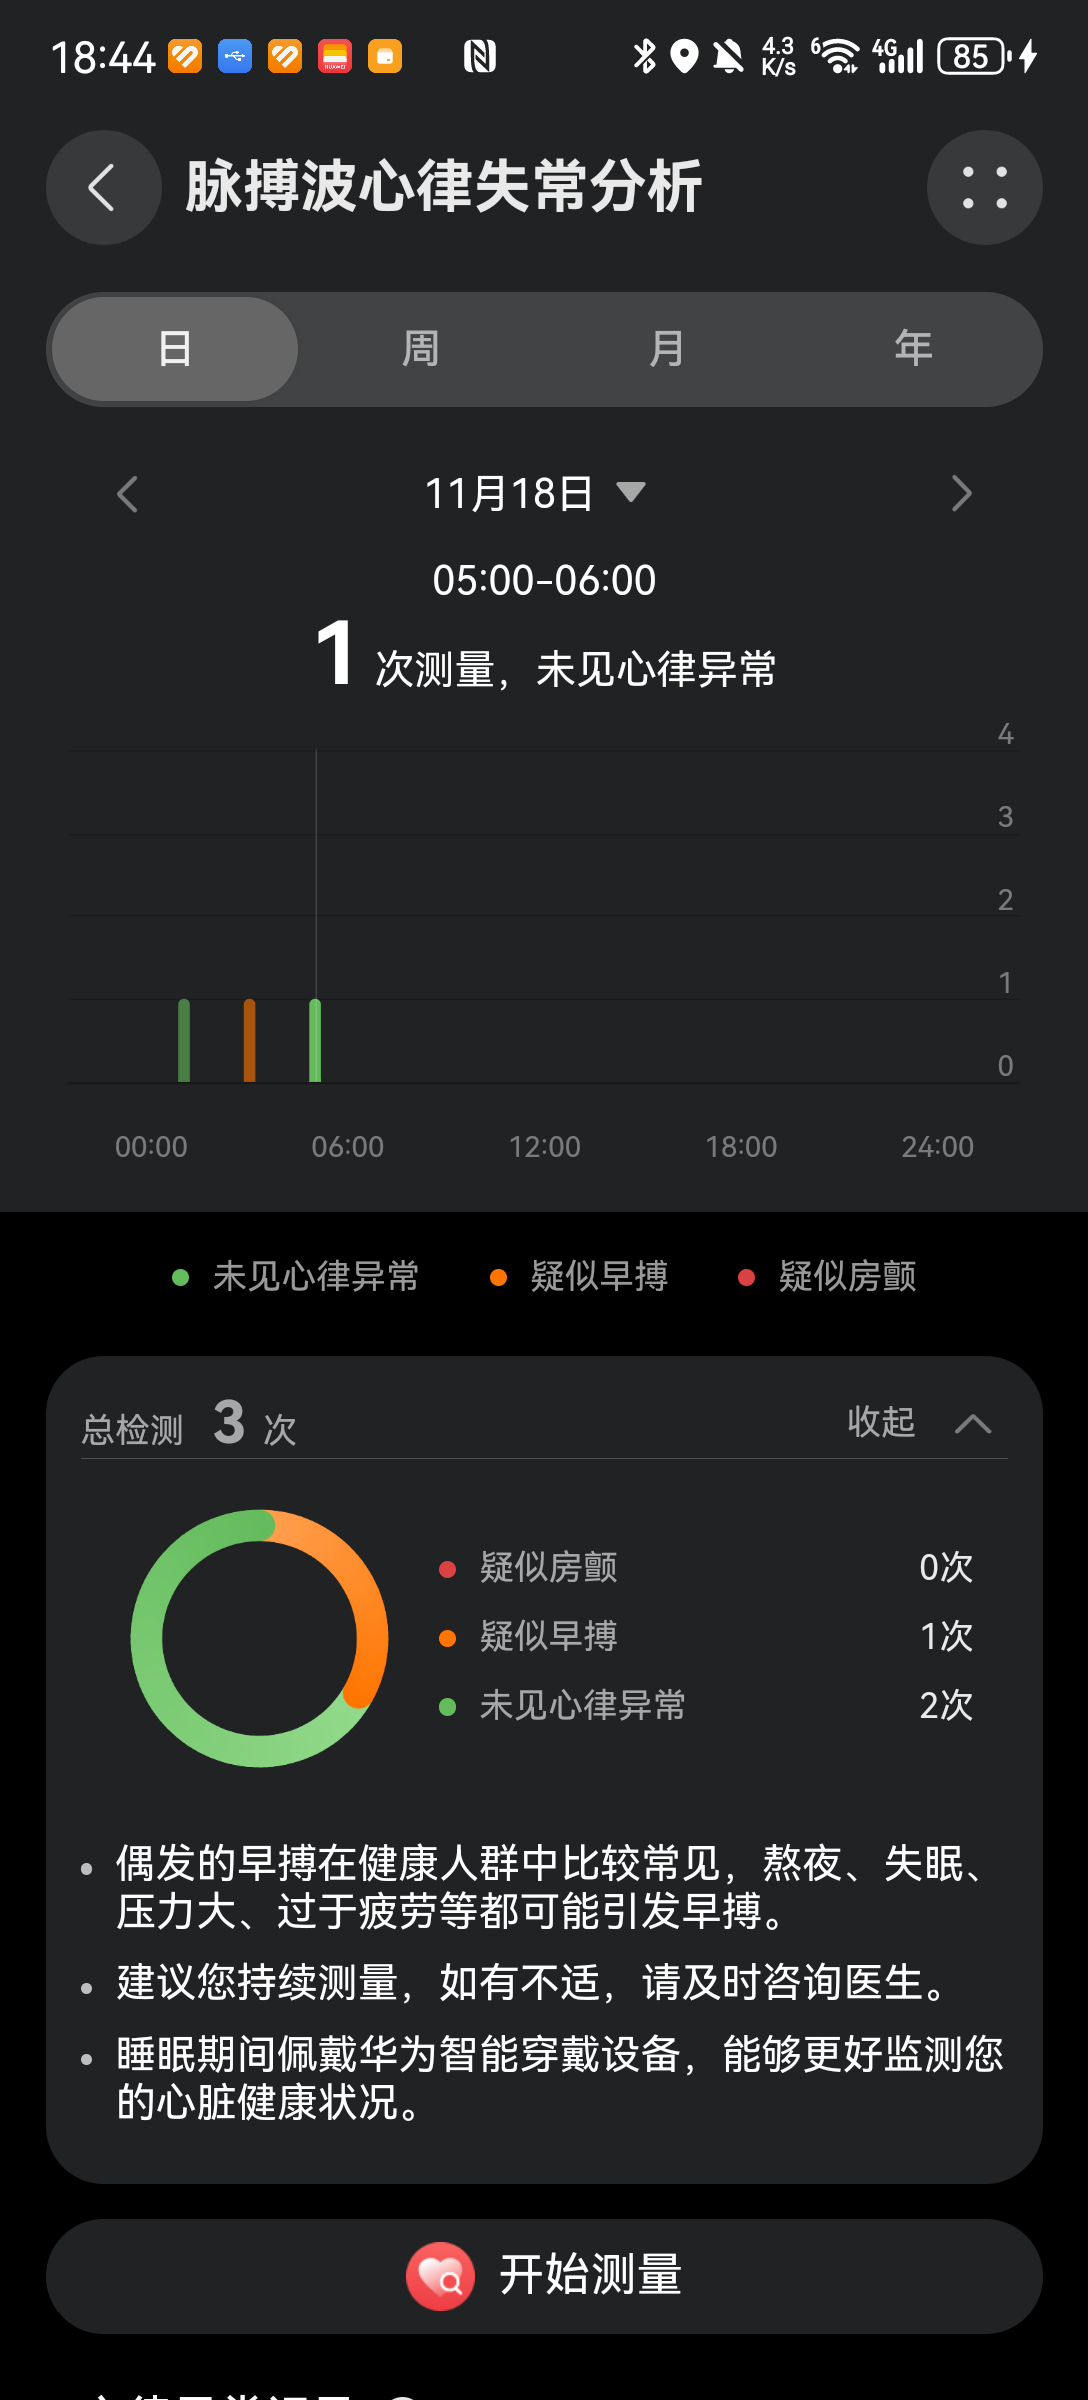 18:44
HUAWEI
4.3 K/s
6
4G
85
脉搏波心律失常分析
日 周 月 年
11月18日
05:00-06:00
1 次测量，未见心律异常
4
3
2
1
0
00:00 06:00 12:00 18:00 24:00
未见心律异常 疑似早搏 疑似房颤
总检测 3 次 收起
疑似房颤 0次
疑似早搏 1次
未见心律异常 2次
偶发的早搏在健康人群中比较常见，熬夜、失眠、
压力大、过于疲劳等都可能引发早搏。
建议您持续测量，如有不适，请及时咨询医生。
睡眠期间佩戴华为智能穿戴设备，能够更好监测您
的心脏健康状况。
开始测量